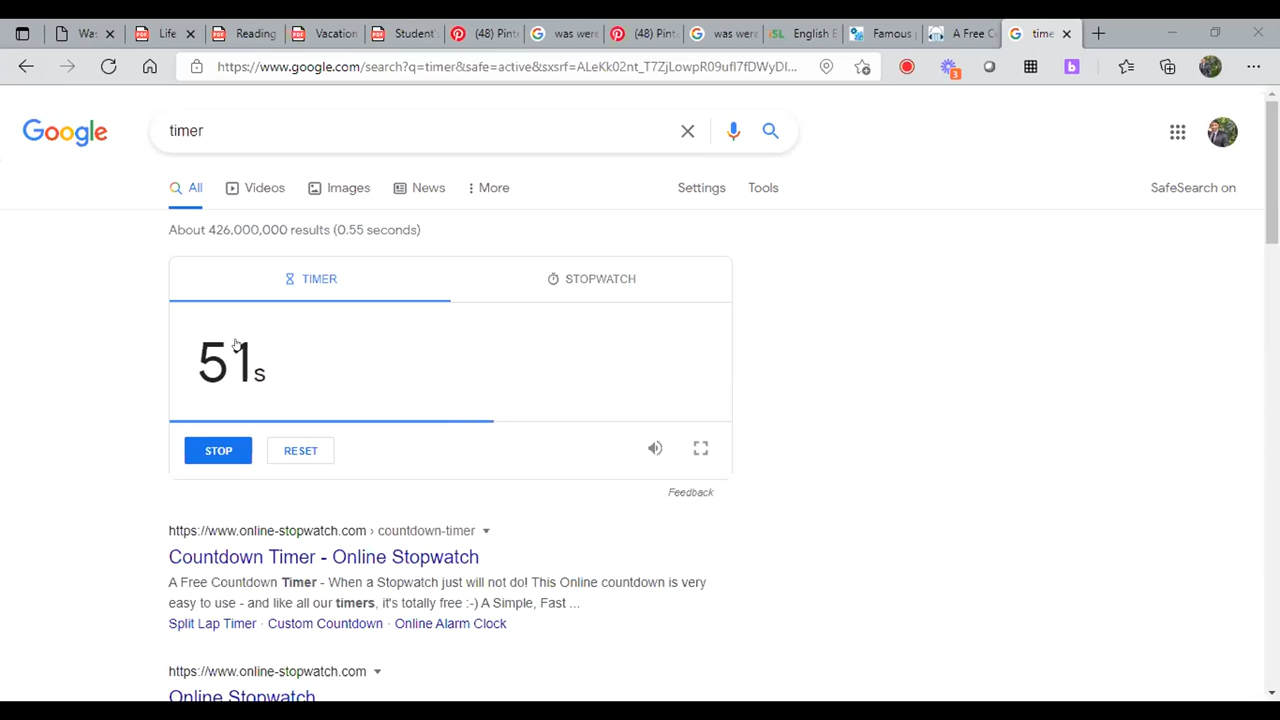 Was
Life
Reading
Vacation
Student's
(48) Pint
was were
(48) Pint
was were
iSL English E
Famous
A Free C
time
https://www.google.com/search?q=timer&safe=active&sxsrf=ALeKk02nt_T7ZjLowpR09ufI7fDWyDI...
3
b
Google
timer
All
Videos
Images
News
More
Settings
Tools
SafeSearch on
About 426,000,000 results (0.55 seconds)
TIMER
STOPWATCH
51s
STOP
RESET
Feedback
https://www.online-stopwatch.com › countdown-timer
Countdown Timer - Online Stopwatch
A Free Countdown Timer - When a Stopwatch just will not do! This Online countdown is very
easy to use - and like all our timers, it's totally free :-) A Simple, Fast ...
Split Lap Timer · Custom Countdown · Online Alarm Clock
https://www.online-stopwatch.com
Online Stopwatch